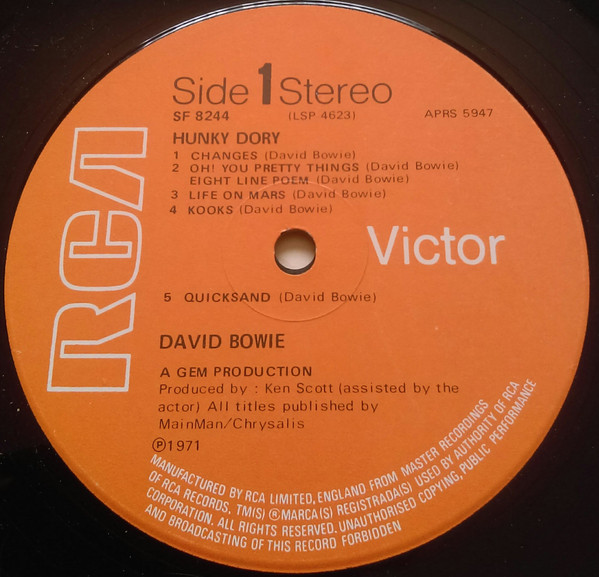 Side 1 Stereo
SF 8244 (LSP 4623) APRS 5947
HUNKY DORY
1 CHANGES (David Bowie)
2 OH! YOU PRETTY THINGS (David Bowie)
EIGHT LINE POEM (David Bowie)
3 LIFE ON MARS (David Bowie)
4 KOOKS (David Bowie)
RCA
Victor
5 QUICKSAND (David Bowie)
DAVID BOWIE
A GEM PRODUCTION
Produced by : Ken Scott (assisted by the
actor) All titles published by
MainMan/Chrysalis
℗1971
MANUFACTURED BY RCA LIMITED, ENGLAND FROM MASTER RECORDINGS
OF RCA RECORDS, TM(S) ® MARCA(S) REGISTRADA(S) USED BY AUTHORITY OF RCA
CORPORATION. ALL RIGHTS RESERVED. UNAUTHORISED COPYING, PUBLIC PERFORMANCE
AND BROADCASTING OF THIS RECORD FORBIDDEN